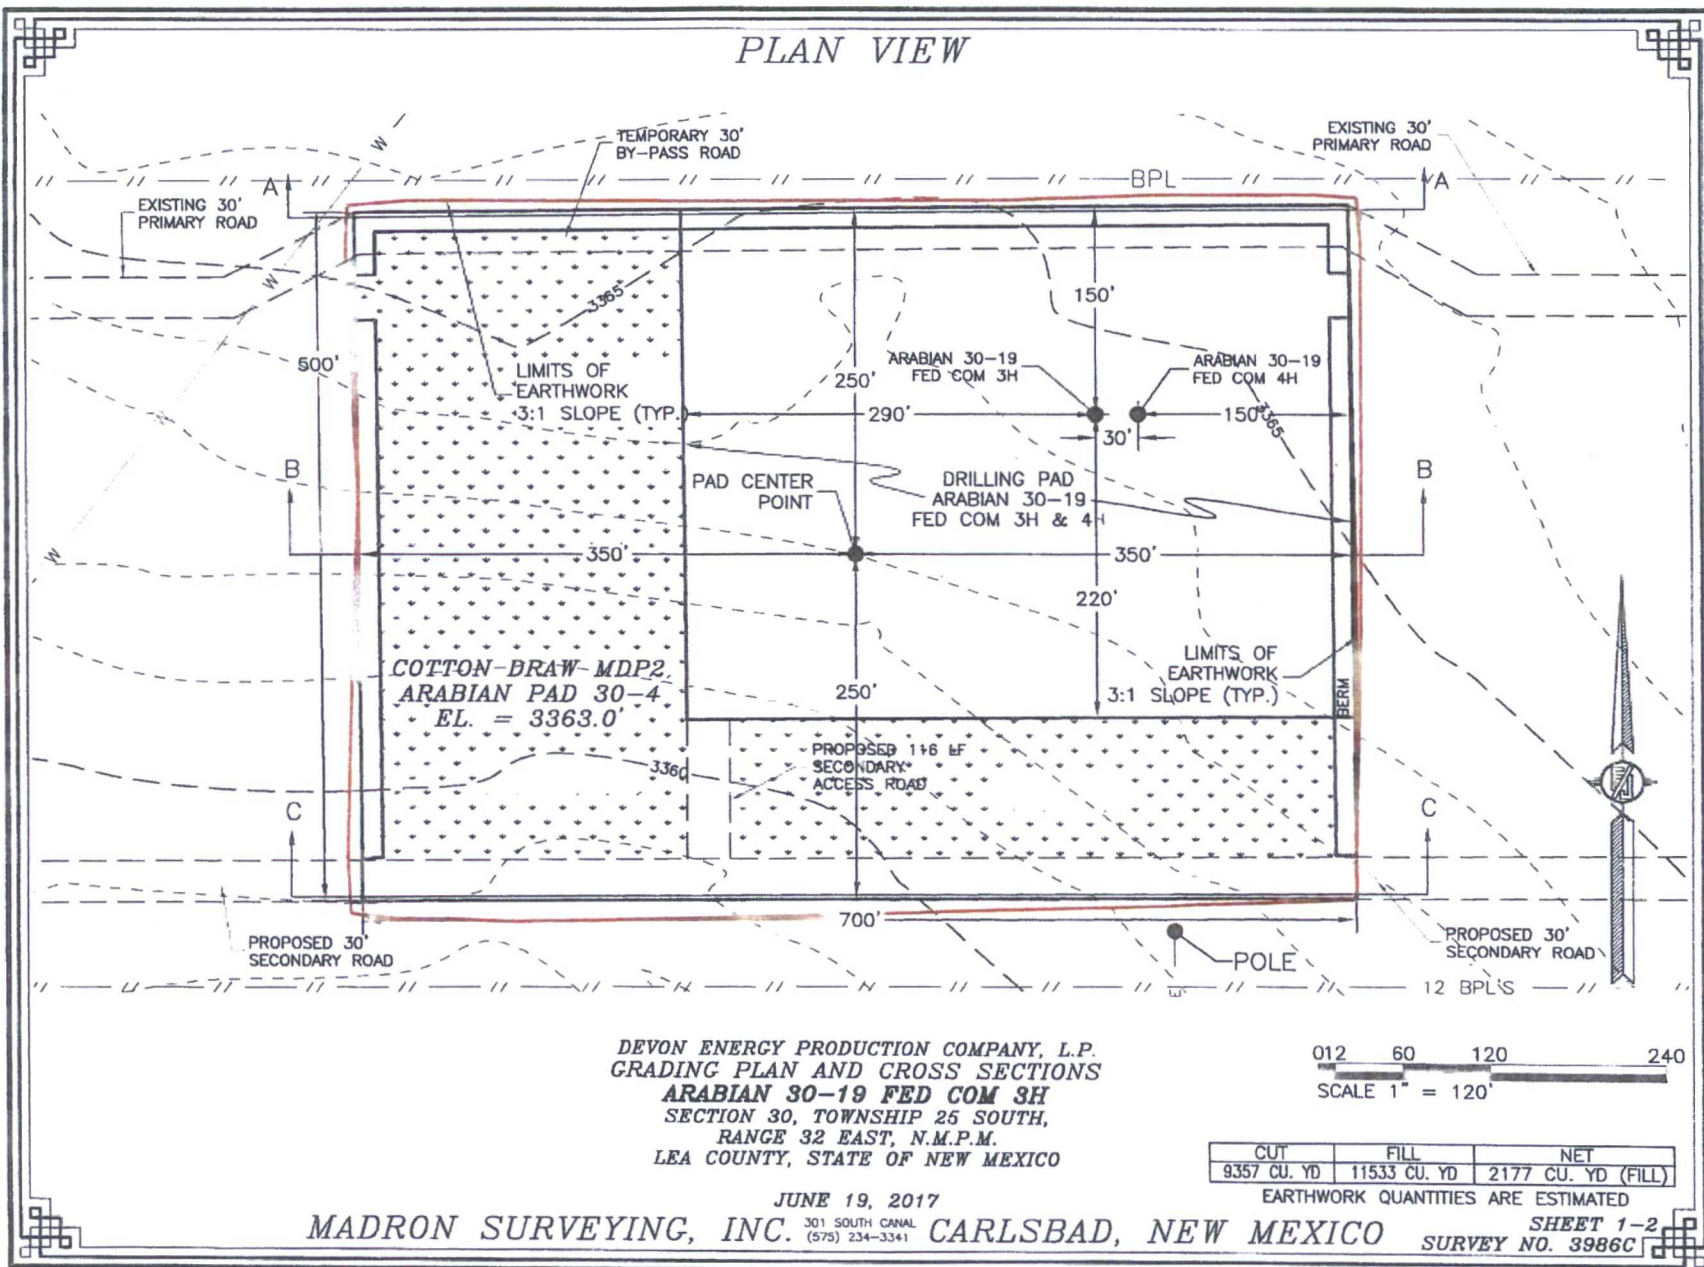 PLAN VIEW
TEMPORARY 30'
BY-PASS ROAD
EXISTING 30'
PRIMARY ROAD
W
A
BPL
A
EXISTING 30'
PRIMARY ROAD
W
W
W
3365
150'
500'
LIMITS OF
EARTHWORK
3:1 SLOPE (TYP.)
250'
ARABIAN 30-19
FED COM 3H
ARABIAN 30-19
FED COM 4H
290'
150'
3365
30'
B
B
PAD CENTER
POINT
DRILLING PAD
ARABIAN 30-19
FED COM 3H & 4H
350'
350'
220'
LIMITS OF
EARTHWORK
3:1 SLOPE (TYP.)
BERM
COTTON DRAW MDP2
ARABIAN PAD 30-4
EL. = 3363.0'
250'
3360
PROPOSED 116 LF
SECONDARY
ACCESS ROAD
C
C
700'
PROPOSED 30'
SECONDARY ROAD
PROPOSED 30'
SECONDARY ROAD
POLE
E
12 BPL'S
DEVON ENERGY PRODUCTION COMPANY, L.P.
GRADING PLAN AND CROSS SECTIONS
ARABIAN 30-19 FED COM 3H
SECTION 30, TOWNSHIP 25 SOUTH,
RANGE 32 EAST, N.M.P.M.
LEA COUNTY, STATE OF NEW MEXICO
JUNE 19, 2017
012 60 120 240
SCALE 1" = 120'
CUT FILL NET
9357 CU. YD 11533 CU. YD 2177 CU. YD (FILL)
EARTHWORK QUANTITIES ARE ESTIMATED
MADRON SURVEYING, INC. 301 SOUTH CANAL (575) 234-3341 CARLSBAD, NEW MEXICO
SHEET 1-2
SURVEY NO. 3986C